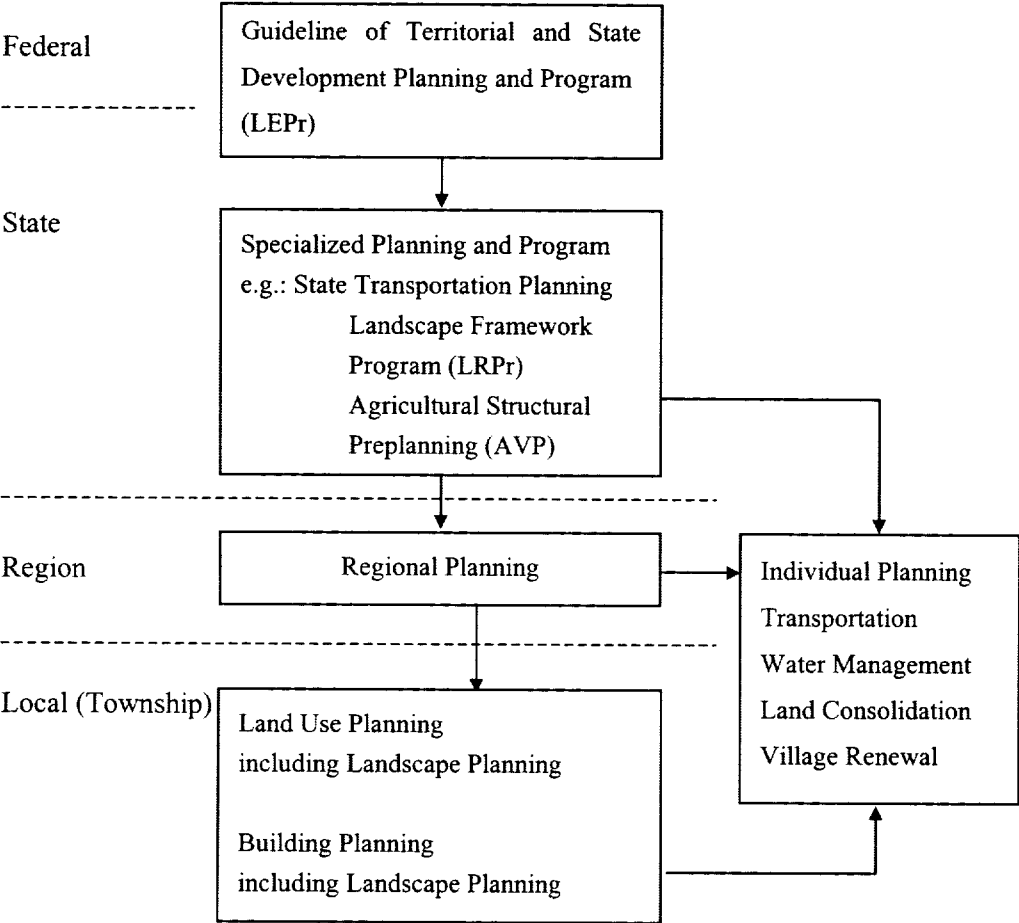 Federal
Guideline of Territorial and State
Development Planning and Program
(LEPr)
State
Specialized Planning and Program
e.g.: State Transportation Planning
Landscape Framework
Program (LRPr)
Agricultural Structural
Preplanning (AVP)
Region
Regional Planning
Individual Planning
Transportation
Water Management
Land Consolidation
Village Renewal
Local (Township)
Land Use Planning
including Landscape Planning
Building Planning
including Landscape Planning